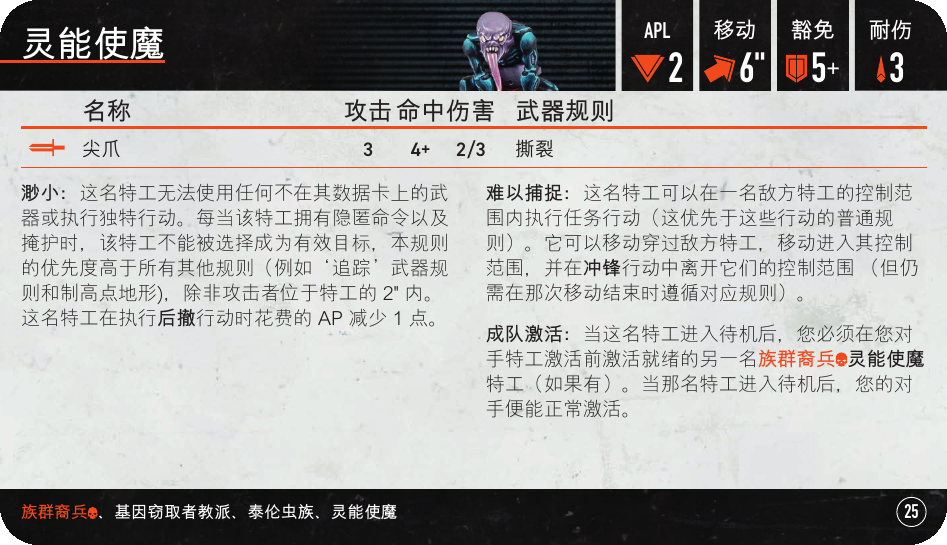 灵能使魔
APL 移动 豁免 耐伤
2 6" 5+ 3
名称 攻击 命中 伤害 武器规则
尖爪 3 4+ 2/3 撕裂
渺小：这名特工无法使用任何不在其数据卡上的武
器或执行独特行动。每当该特工拥有隐匿命令以及
掩护时，该特工不能被选择成为有效目标，本规则
的优先度高于所有其他规则（例如‘追踪’武器规
则和制高点地形)，除非攻击者位于特工的 2" 内。
这名特工在执行后撤行动时花费的 AP 减少 1 点。
难以捕捉：这名特工可以在一名敌方特工的控制范
围内执行任务行动（这优先于这些行动的普通规
则）。它可以移动穿过敌方特工，移动进入其控制
范围，并在冲锋行动中离开它们的控制范围（但仍
需在那次移动结束时遵循对应规则）。
成队激活：当这名特工进入待机后，您必须在您对
手特工激活前激活就绪的另一名族群裔兵灵能使魔
特工（如果有）。当那名特工进入待机后，您的对
手便能正常激活。
族群裔兵、基因窃取者教派、泰伦虫族、灵能使魔
25